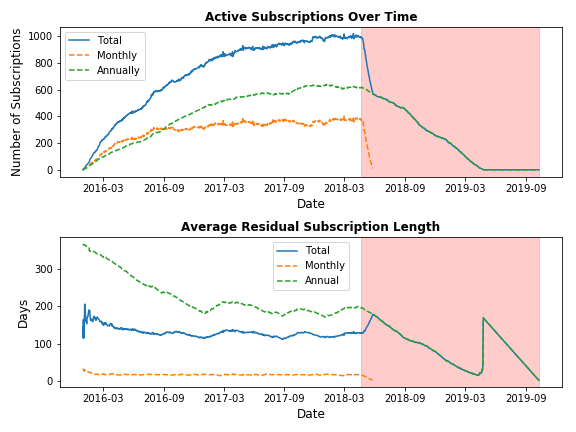 Active Subscriptions Over Time
Number of Subscriptions
1000
800
600
400
200
0
Total
Monthly
Annually
2016-03 2016-09 2017-03 2017-09 2018-03 2018-09 2019-03 2019-09
Date
Average Residual Subscription Length
Days
300
200
100
0
Total
Monthly
Annual
2016-03 2016-09 2017-03 2017-09 2018-03 2018-09 2019-03 2019-09
Date